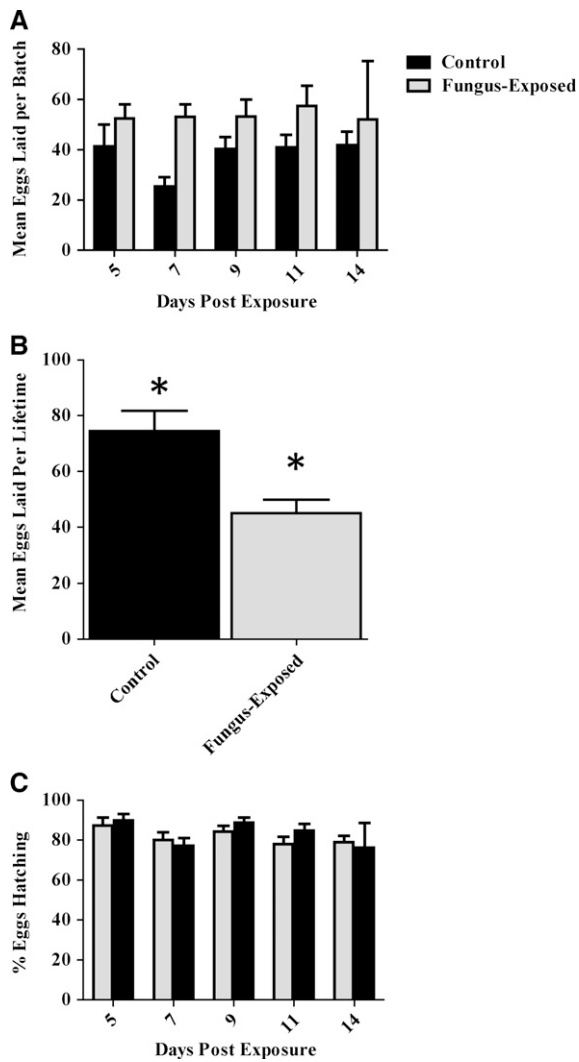 A
Mean Eggs Laid per Batch
80
60
40
20
0
5
7
9
11
14
Days Post Exposure
Control
Fungus-Exposed
B
Mean Eggs Laid Per Lifetime
100
80
60
40
20
0
*
*
Control
Fungus-Exposed
C
% Eggs Hatching
100
80
60
40
20
0
5
7
9
11
14
Days Post Exposure